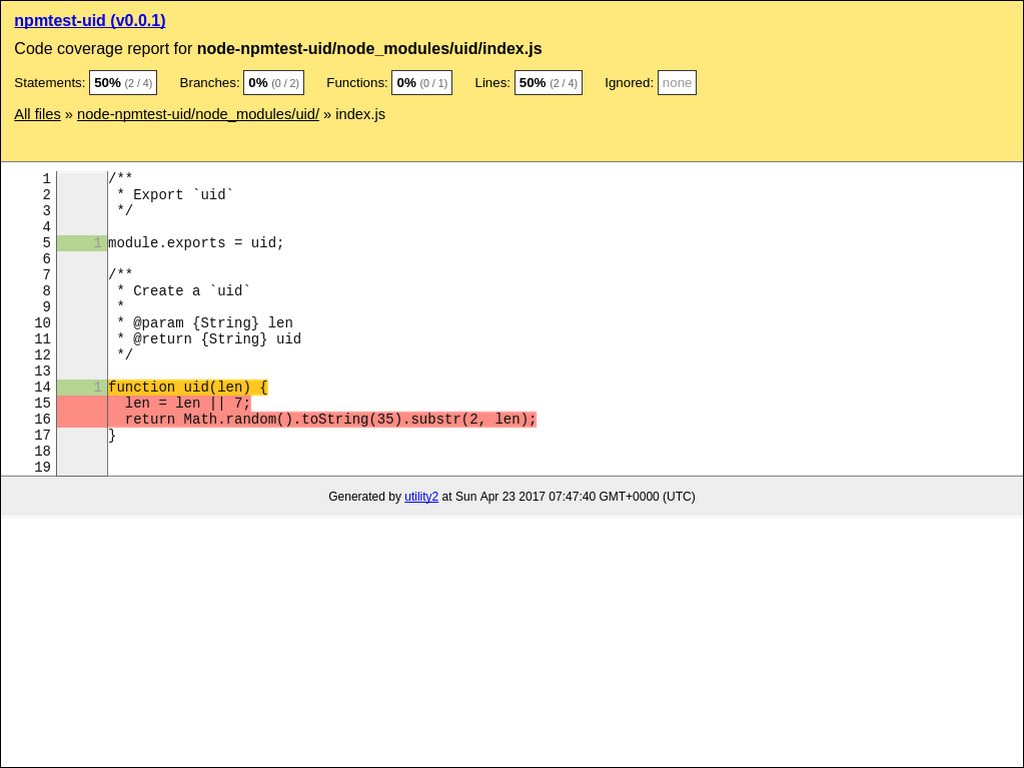 npmtest-uid (v0.0.1)
Code coverage report for node-npmtest-uid/node_modules/uid/index.js
Statements: 50% (2 / 4) Branches: 0% (0 / 2) Functions: 0% (0 / 1) Lines: 50% (2 / 4) Ignored: none
All files » node-npmtest-uid/node_modules/uid/ » index.js
1 /**
2  * Export `uid`
3  */
4
5 1 module.exports = uid;
6
7 /**
8  * Create a `uid`
9  *
10  * @param {String} len
11  * @return {String} uid
12  */
13
14 1 function uid(len) {
15   len = len || 7;
16   return Math.random().toString(35).substr(2, len);
17 }
18
19
Generated by utility2 at Sun Apr 23 2017 07:47:40 GMT+0000 (UTC)